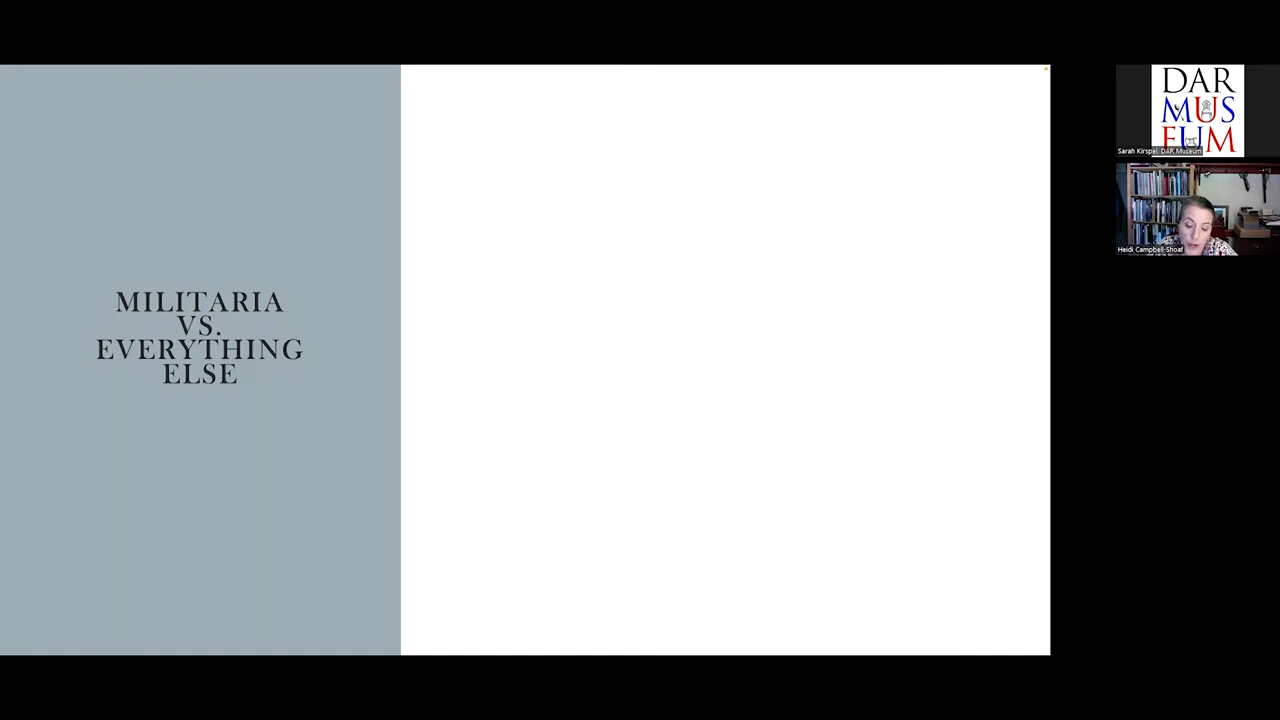 MILITARIA
VS.
EVERYTHING
ELSE
DAR
MUS
EUM
Sarah Kirspel, DAR Museum
Heidi Campbell-Shoaf